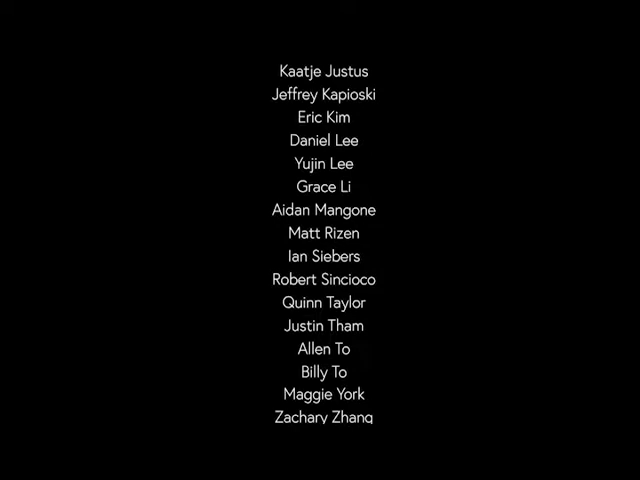 Kaatje Justus
Jeffrey Kapioski
Eric Kim
Daniel Lee
Yujin Lee
Grace Li
Aidan Mangone
Matt Rizen
Ian Siebers
Robert Sincioco
Quinn Taylor
Justin Tham
Allen To
Billy To
Maggie York
Zachary Zhang